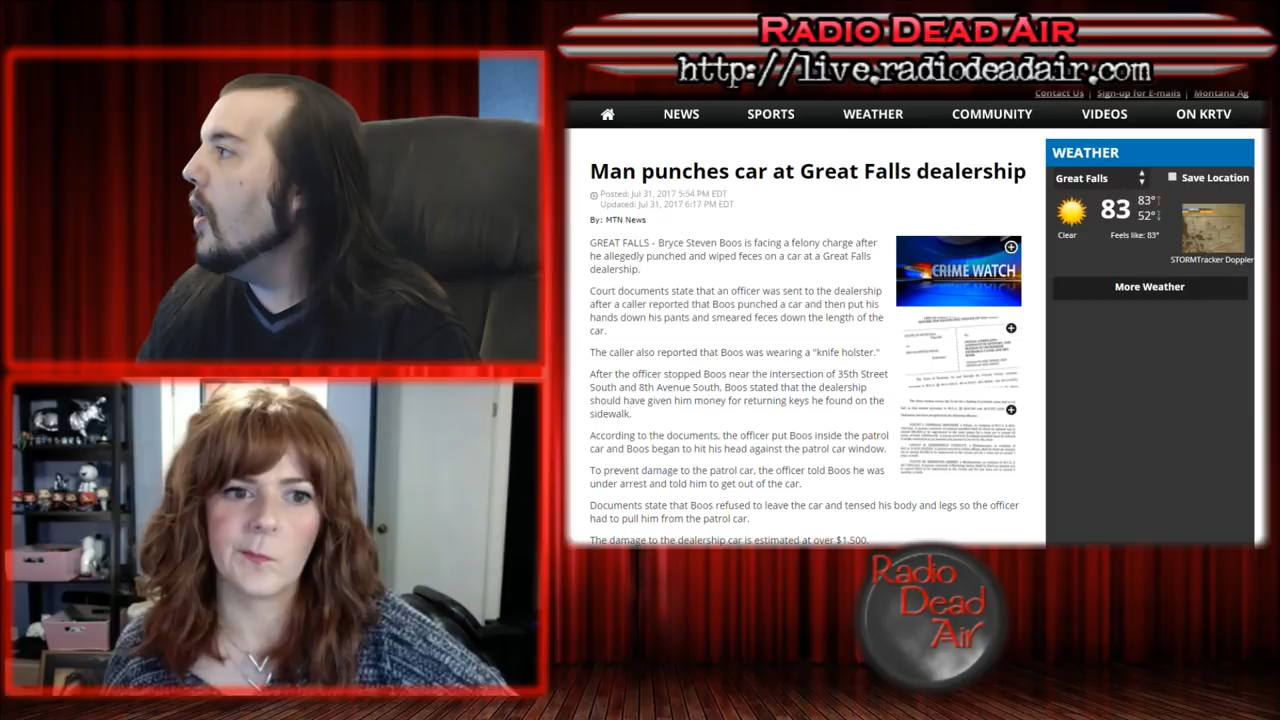 RADIO DEAD AIR
http://live.radiodeadair.com
Contact Us | Sign-up for E-mails | Montana Ag
NEWS SPORTS WEATHER COMMUNITY VIDEOS ON KRTV
Man punches car at Great Falls dealership
Posted: Jul 31, 2017 5:54 PM EDT
Updated: Jul 31, 2017 6:17 PM EDT
By: MTN News
GREAT FALLS - Bryce Steven Boos is facing a felony charge after
he allegedly punched and wiped feces on a car at a Great Falls
dealership.
Court documents state that an officer was sent to the dealership
after a caller reported that Boos punched a car and then put his
hands down his pants and smeared feces down the length of the
car.
The caller also reported that Boos was wearing a "knife holster."
After the officer stopped Boos near the intersection of 35th Street
South and 8th Avenue South, Boos stated that the dealership
should have given him money for returning keys he found on the
sidewalk.
According to the documents, the officer put Boos inside the patrol
car and Boos began to hit his head against the patrol car window.
To prevent damage to the patrol car, the officer told Boos he was
under arrest and told him to get out of the car.
Documents state that Boos refused to leave the car and tensed his body and legs so the officer
had to pull him from the patrol car.
The damage to the dealership car is estimated at over $1,500.
CRIME WATCH
WEATHER
Great Falls
Save Location
83
83°
52°
Clear
Feels like: 83°
STORMTracker Doppler
More Weather
Radio
Dead
Air